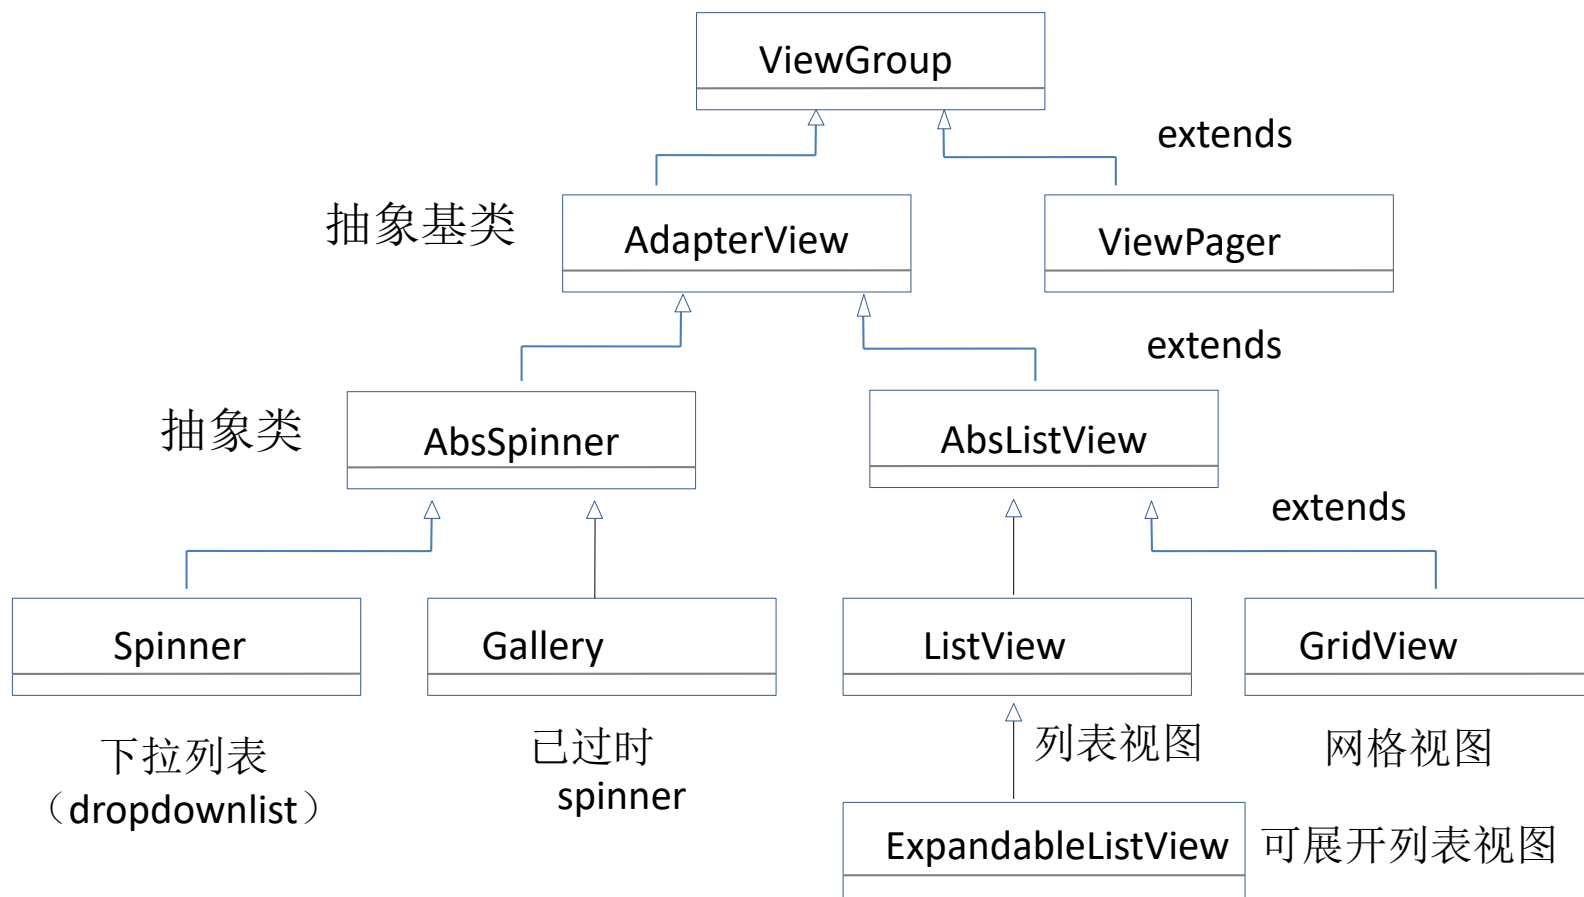 ViewGroup
extends
抽象基类
AdapterView
ViewPager
extends
抽象类
AbsSpinner
AbsListView
extends
Spinner
Gallery
ListView
GridView
下拉列表
（dropdownlist）
已过时
spinner
列表视图
网格视图
ExpandableListView
可展开列表视图